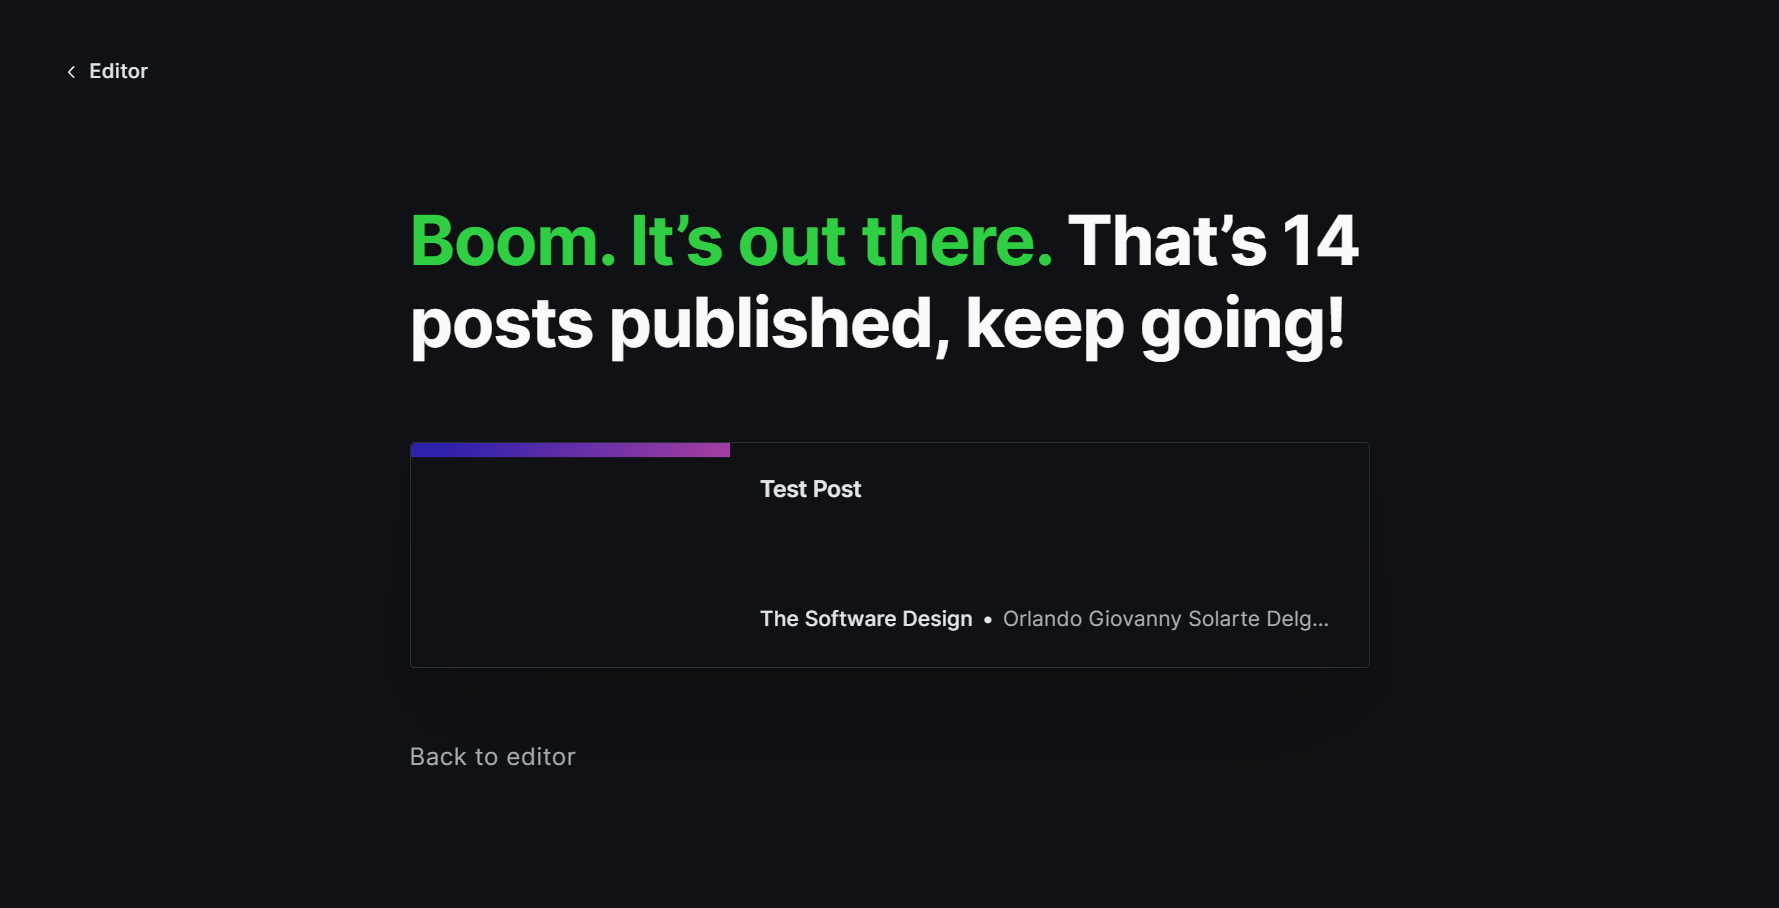 Editor
Boom. It’s out there. That’s 14
posts published, keep going!
Test Post
The Software Design • Orlando Giovanny Solarte Delg...
Back to editor